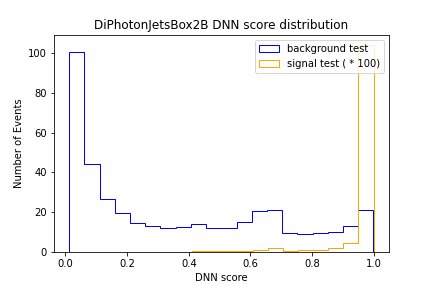 DiPhotonJetsBox2B DNN score distribution
background test
signal test ( * 100)
Number of Events
100
80
60
40
20
0
0.0 0.2 0.4 0.6 0.8 1.0
DNN score